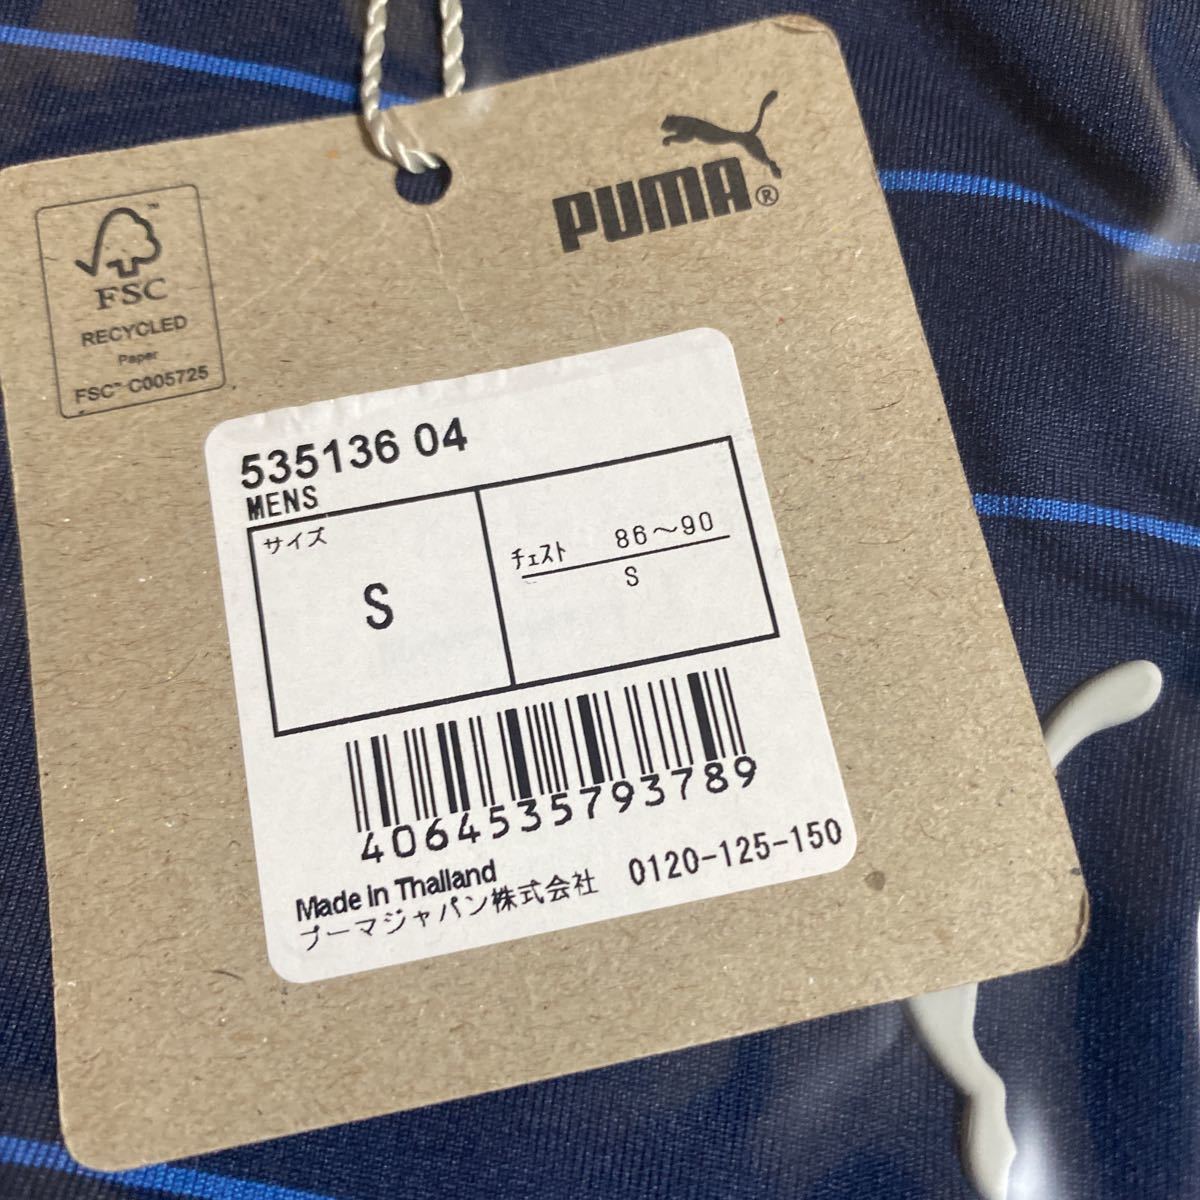 PUMA®
FSC™
RECYCLED
Paper
FSC™ C005725
535136 04
MENS
サイズ
S
チェスト 86～90
S
4064535793789
Made in Thailand
プーマジャパン株式会社 0120-125-150